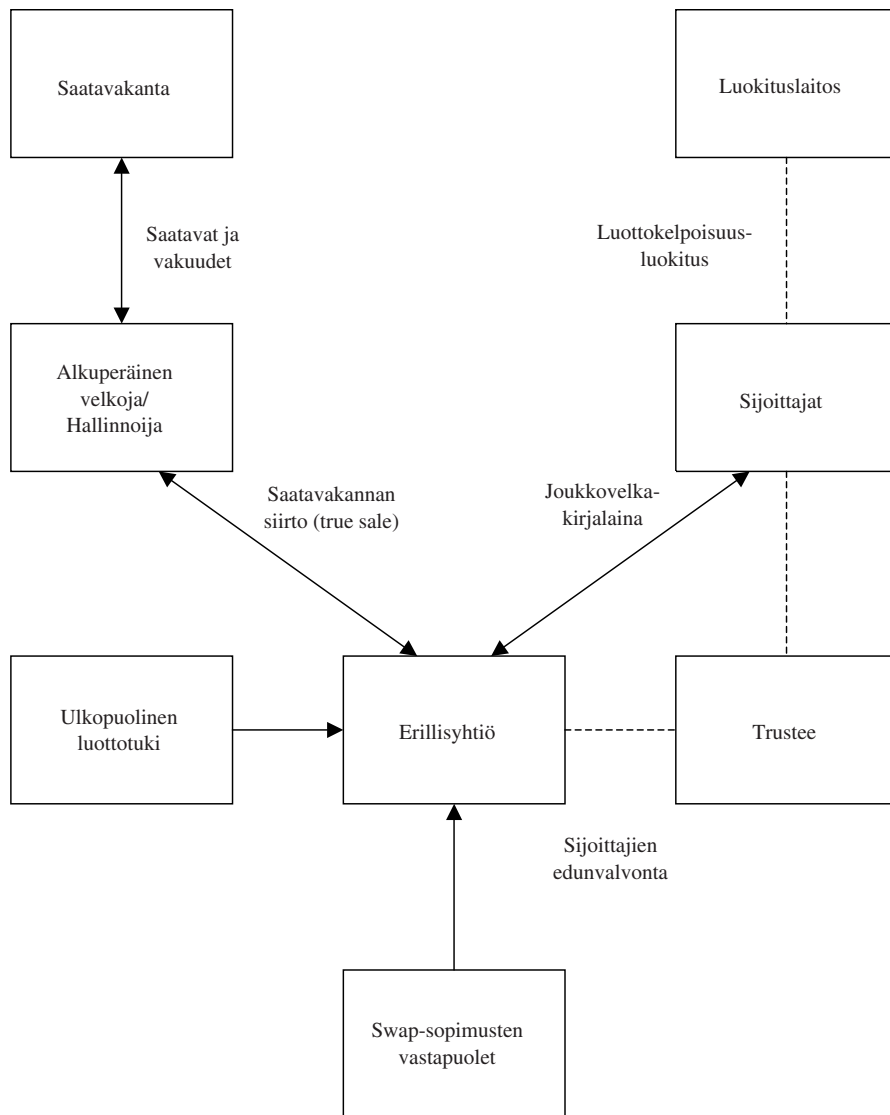 Saatavakanta
Luokituslaitos
Saatavat ja
vakuudet
Luottokelpoisuus-
luokitus
Alkuperäinen
velkoja/
Hallinnoija
Sijoittajat
Saatavakannan
siirto (true sale)
Joukkovelka-
kirjalaina
Ulkopuolinen
luottotuki
Erillisyhtiö
Trustee
Sijoittajien
edunvalvonta
Swap-sopimusten
vastapuolet